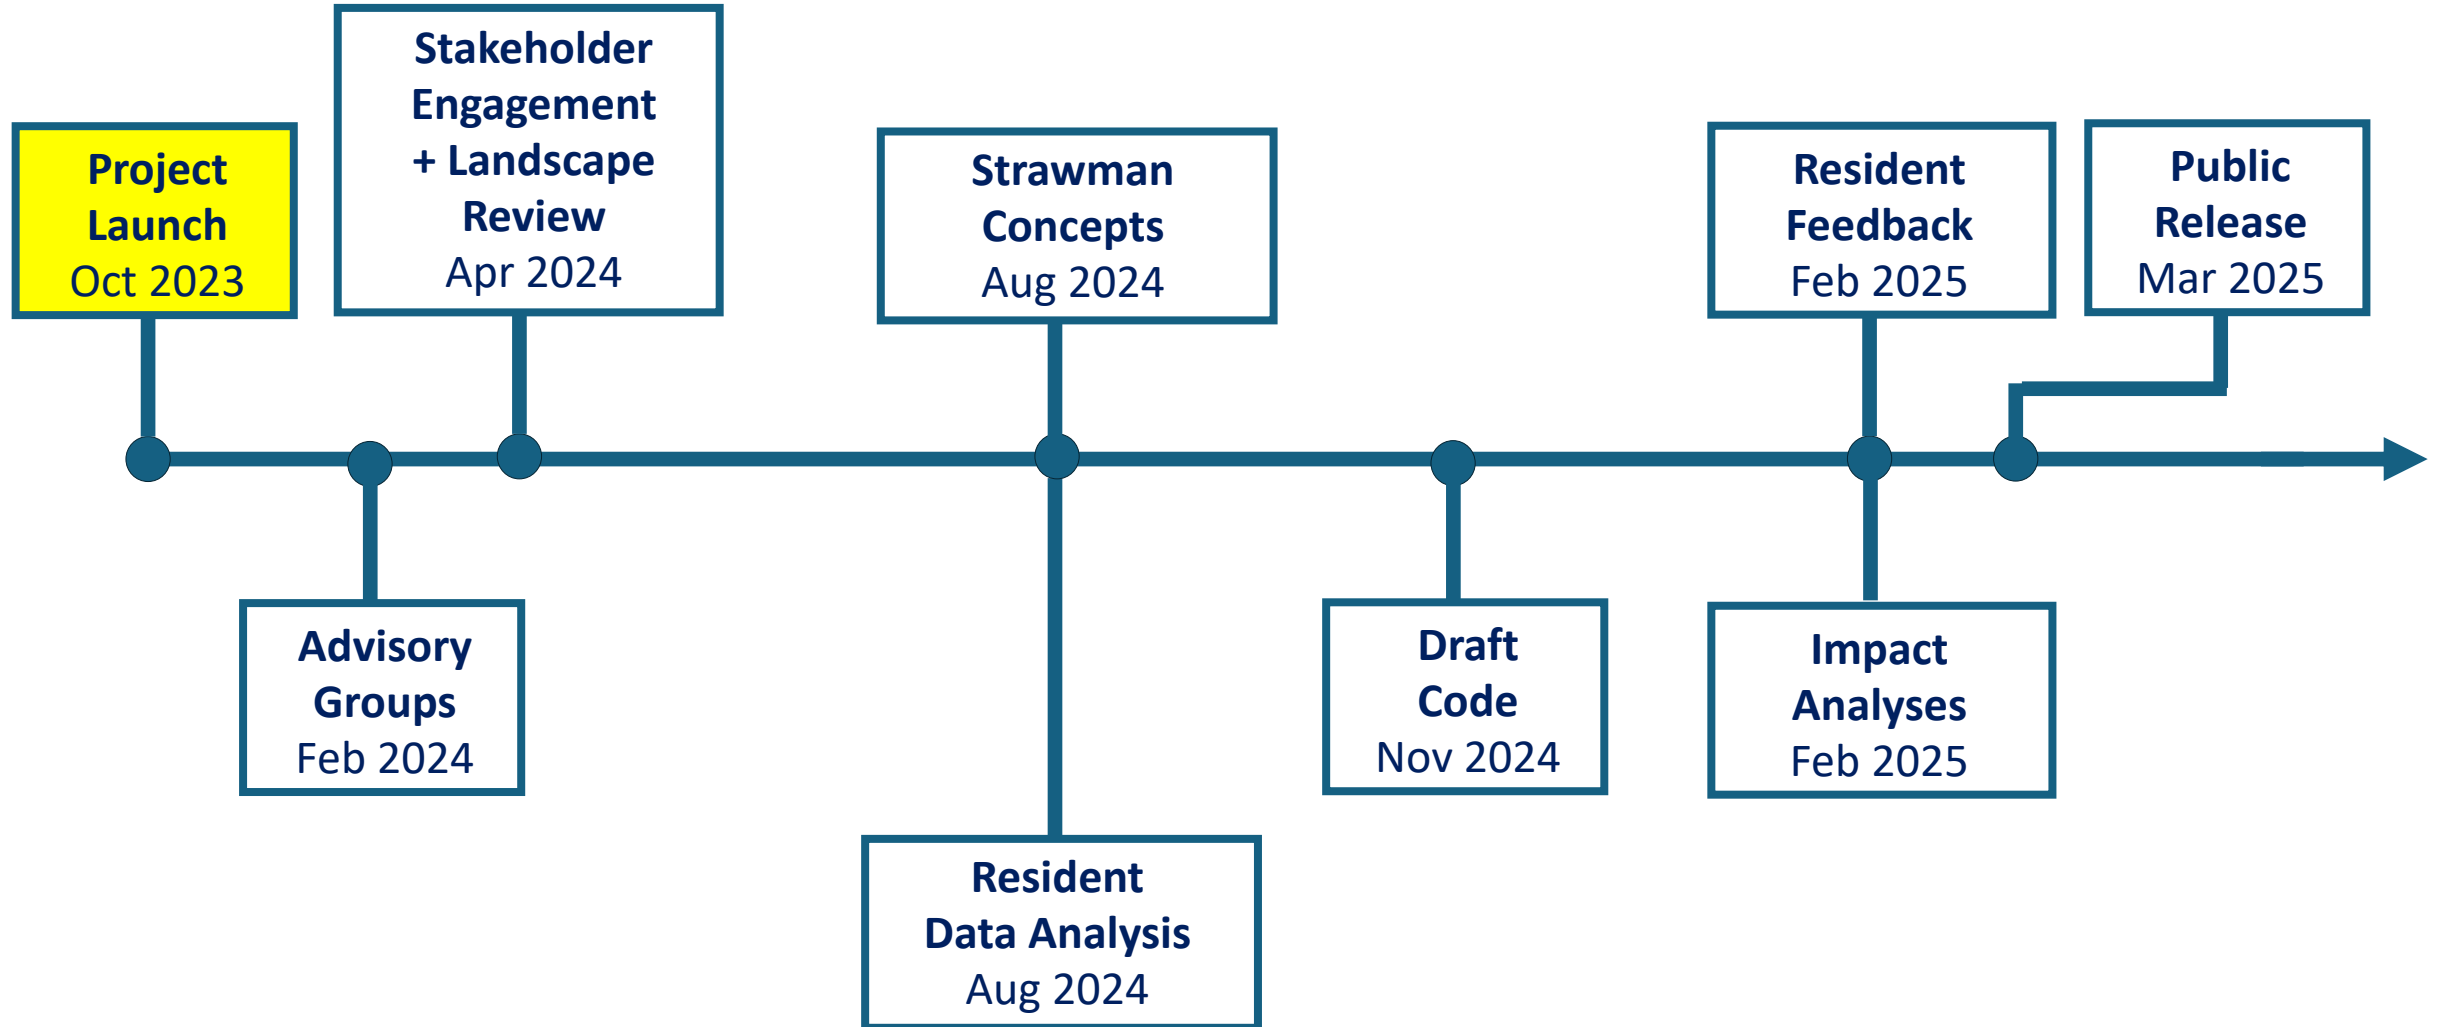 Project
Launch
Oct 2023
Stakeholder
Engagement
+ Landscape
Review
Apr 2024
Strawman
Concepts
Aug 2024
Resident
Feedback
Feb 2025
Public
Release
Mar 2025
Advisory
Groups
Feb 2024
Resident
Data Analysis
Aug 2024
Draft
Code
Nov 2024
Impact
Analyses
Feb 2025